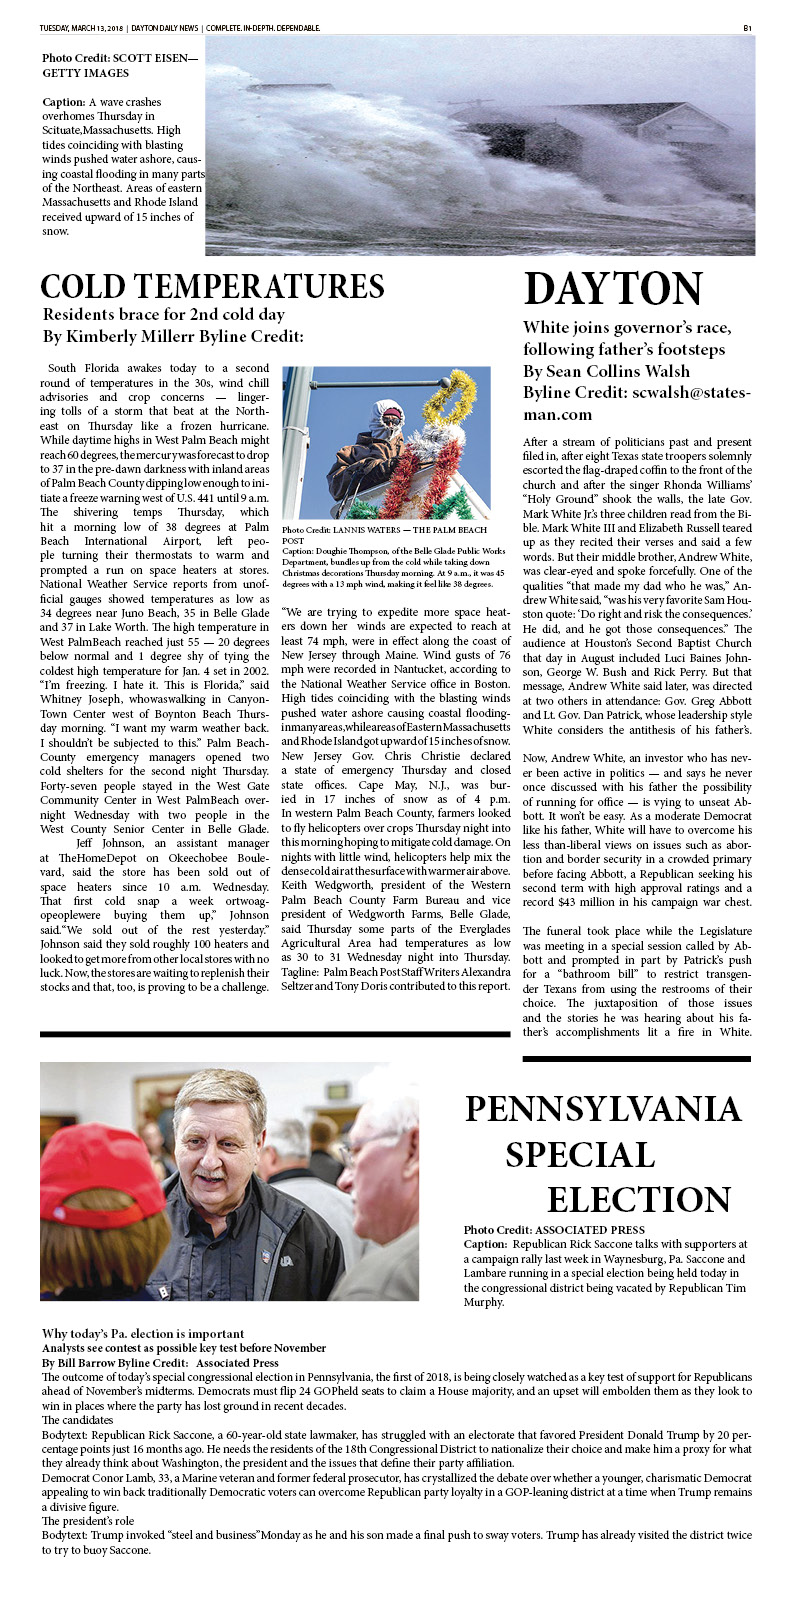 TUESDAY, MARCH 13, 2018 | DAYTON DAILY NEWS | COMPLETE. IN-DEPTH. DEPENDABLE.
B1
Photo Credit: SCOTT EISEN—
GETTY IMAGES
Caption: A wave crashes
overhomes Thursday in
Scituate,Massachusetts. High
tides coinciding with blasting
winds pushed water ashore, caus-
ing coastal flooding in many parts
of the Northeast. Areas of eastern
Massachusetts and Rhode Island
received upward of 15 inches of
snow.
COLD TEMPERATURES
Residents brace for 2nd cold day
By Kimberly Millerr Byline Credit:
South Florida awakes today to a second
round of temperatures in the 30s, wind chill
advisories and crop concerns — linger-
ing tolls of a storm that beat at the North-
east on Thursday like a frozen hurricane.
While daytime highs in West Palm Beach might
reach 60 degrees, the mercury was forecast to drop
to 37 in the pre-dawn darkness with inland areas
of Palm Beach County dipping low enough to ini-
tiate a freeze warning west of U.S. 441 until 9 a.m.
The shivering temps Thursday, which
hit a morning low of 38 degrees at Palm
Beach International Airport, left peo-
ple turning their thermostats to warm and
prompted a run on space heaters at stores.
National Weather Service reports from unof-
ficial gauges showed temperatures as low as
34 degrees near Juno Beach, 35 in Belle Glade
and 37 in Lake Worth. The high temperature in
West PalmBeach reached just 55 — 20 degrees
below normal and 1 degree shy of tying the
coldest high temperature for Jan. 4 set in 2002.
“I’m freezing. I hate it. This is Florida,” said
Whitney Joseph, whowaswalking in Canyon-
Town Center west of Boynton Beach Thurs-
day morning. “I want my warm weather back.
I shouldn’t be subjected to this.” Palm Beach-
County emergency managers opened two
cold shelters for the second night Thursday.
Forty-seven people stayed in the West Gate
Community Center in West PalmBeach over-
night Wednesday with two people in the
West County Senior Center in Belle Glade.
Jeff Johnson, an assistant manager
at TheHomeDepot on Okeechobee Boule-
vard, said the store has been sold out of
space heaters since 10 a.m. Wednesday.
That first cold snap a week ortwoag-
opeoplewere buying them up,” Johnson
said.“We sold out of the rest yesterday.”
Johnson said they sold roughly 100 heaters and
looked to get more from other local stores with no
luck. Now, the stores are waiting to replenish their
stocks and that, too, is proving to be a challenge.
Photo Credit: LANNIS WATERS — THE PALM BEACH
POST
Caption: Doughie Thompson, of the Belle Glade Public Works
Department, bundles up from the cold while taking down
Christmas decorations Thursday morning. At 9 a.m., it was 45
degrees with a 13 mph wind, making it feel like 38 degrees.
“We are trying to expedite more space heat-
ers down her winds are expected to reach at
least 74 mph, were in effect along the coast of
New Jersey through Maine. Wind gusts of 76
mph were recorded in Nantucket, according to
the National Weather Service office in Boston.
High tides coinciding with the blasting winds
pushed water ashore causing coastal flooding-
inmanyareas,whileareasofEasternMassachusetts
and Rhode Island got upward of 15 inches of snow.
New Jersey Gov. Chris Christie declared
a state of emergency Thursday and closed
state offices. Cape May, N.J., was bur-
ied in 17 inches of snow as of 4 p.m.
In western Palm Beach County, farmers looked
to fly helicopters over crops Thursday night into
this morning hoping to mitigate cold damage. On
nights with little wind, helicopters help mix the
dense cold air at the surface with warmer air above.
Keith Wedgworth, president of the Western
Palm Beach County Farm Bureau and vice
president of Wedgworth Farms, Belle Glade,
said Thursday some parts of the Everglades
Agricultural Area had temperatures as low
as 30 to 31 Wednesday night into Thursday.
Tagline: Palm Beach Post Staff Writers Alexandra
Seltzer and Tony Doris contributed to this report.
DAYTON
White joins governor’s race,
following father’s footsteps
By Sean Collins Walsh
Byline Credit: scwalsh@states-
man.com
After a stream of politicians past and present
filed in, after eight Texas state troopers solemnly
escorted the flag-draped coffin to the front of the
church and after the singer Rhonda Williams’
“Holy Ground” shook the walls, the late Gov.
Mark White Jr.’s three children read from the Bi-
ble. Mark White III and Elizabeth Russell teared
up as they recited their verses and said a few
words. But their middle brother, Andrew White,
was clear-eyed and spoke forcefully. One of the
qualities “that made my dad who he was,” An-
drew White said, “was his very favorite Sam Hou-
ston quote: ‘Do right and risk the consequences.’
He did, and he got those consequences.” The
audience at Houston’s Second Baptist Church
that day in August included Luci Baines John-
son, George W. Bush and Rick Perry. But that
message, Andrew White said later, was directed
at two others in attendance: Gov. Greg Abbott
and Lt. Gov. Dan Patrick, whose leadership style
White considers the antithesis of his father’s.
Now, Andrew White, an investor who has nev-
er been active in politics — and says he never
once discussed with his father the possibility
of running for office — is vying to unseat Ab-
bott. It won’t be easy. As a moderate Democrat
like his father, White will have to overcome his
less than-liberal views on issues such as abor-
tion and border security in a crowded primary
before facing Abbott, a Republican seeking his
second term with high approval ratings and a
record $43 million in his campaign war chest.
The funeral took place while the Legislature
was meeting in a special session called by Ab-
bott and prompted in part by Patrick’s push
for a “bathroom bill” to restrict transgen-
der Texans from using the restrooms of their
choice. The juxtaposition of those issues
and the stories he was hearing about his fa-
ther’s accomplishments lit a fire in White.
PENNSYLVANIA
SPECIAL
ELECTION
Photo Credit: ASSOCIATED PRESS
Caption: Republican Rick Saccone talks with supporters at
a campaign rally last week in Waynesburg, Pa. Saccone and
Lambare running in a special election being held today in
the congressional district being vacated by Republican Tim
Murphy.
Why today’s Pa. election is important
Analysts see contest as possible key test before November
By Bill Barrow Byline Credit: Associated Press
The outcome of today’s special congressional election in Pennsylvania, the first of 2018, is being closely watched as a key test of support for Republicans
ahead of November’s midterms. Democrats must flip 24 GOPheld seats to claim a House majority, and an upset will embolden them as they look to
win in places where the party has lost ground in recent decades.
The candidates
Bodytext: Republican Rick Saccone, a 60-year-old state lawmaker, has struggled with an electorate that favored President Donald Trump by 20 per-
centage points just 16 months ago. He needs the residents of the 18th Congressional District to nationalize their choice and make him a proxy for what
they already think about Washington, the president and the issues that define their party affiliation.
Democrat Conor Lamb, 33, a Marine veteran and former federal prosecutor, has crystallized the debate over whether a younger, charismatic Democrat
appealing to win back traditionally Democratic voters can overcome Republican party loyalty in a GOP-leaning district at a time when Trump remains
a divisive figure.
The president’s role
Bodytext: Trump invoked “steel and business”Monday as he and his son made a final push to sway voters. Trump has already visited the district twice
to try to buoy Saccone.